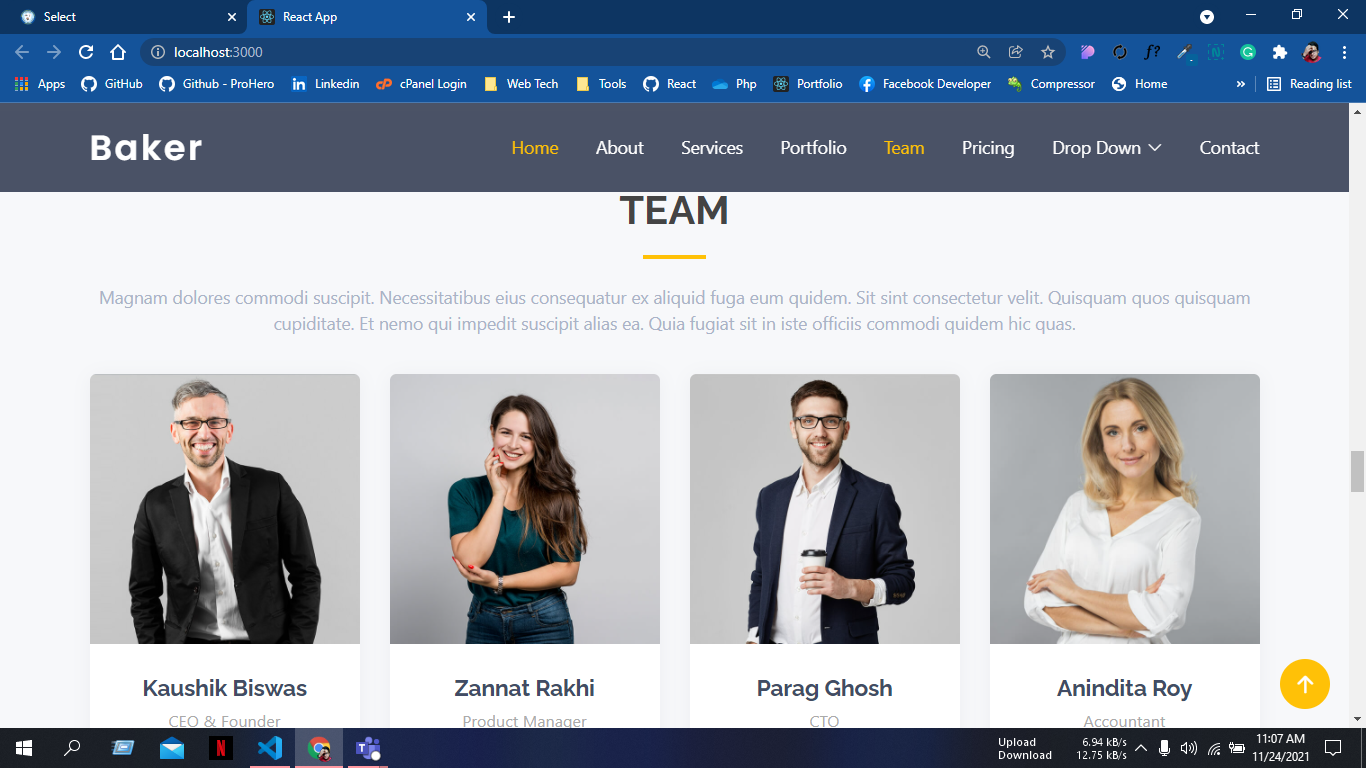 Select
React App
localhost:3000
Apps GitHub Github - ProHero Linkedin cPanel Login Web Tech Tools React Php Portfolio Facebook Developer Compressor Home » Reading list
Baker Home About Services Portfolio Team Pricing Drop Down Contact
TEAM
Magnam dolores commodi suscipit. Necessitatibus eius consequatur ex aliquid fuga eum quidem. Sit sint consectetur velit. Quisquam quos quisquam
cupiditate. Et nemo qui impedit suscipit alias ea. Quia fugiat sit in iste officiis commodi quidem hic quas.
Kaushik Biswas
CEO & Founder
Zannat Rakhi
Product Manager
Parag Ghosh
CTO
Anindita Roy
Accountant
Upload 6.94 kB/s
Download 12.75 kB/s
11:07 AM
11/24/2021